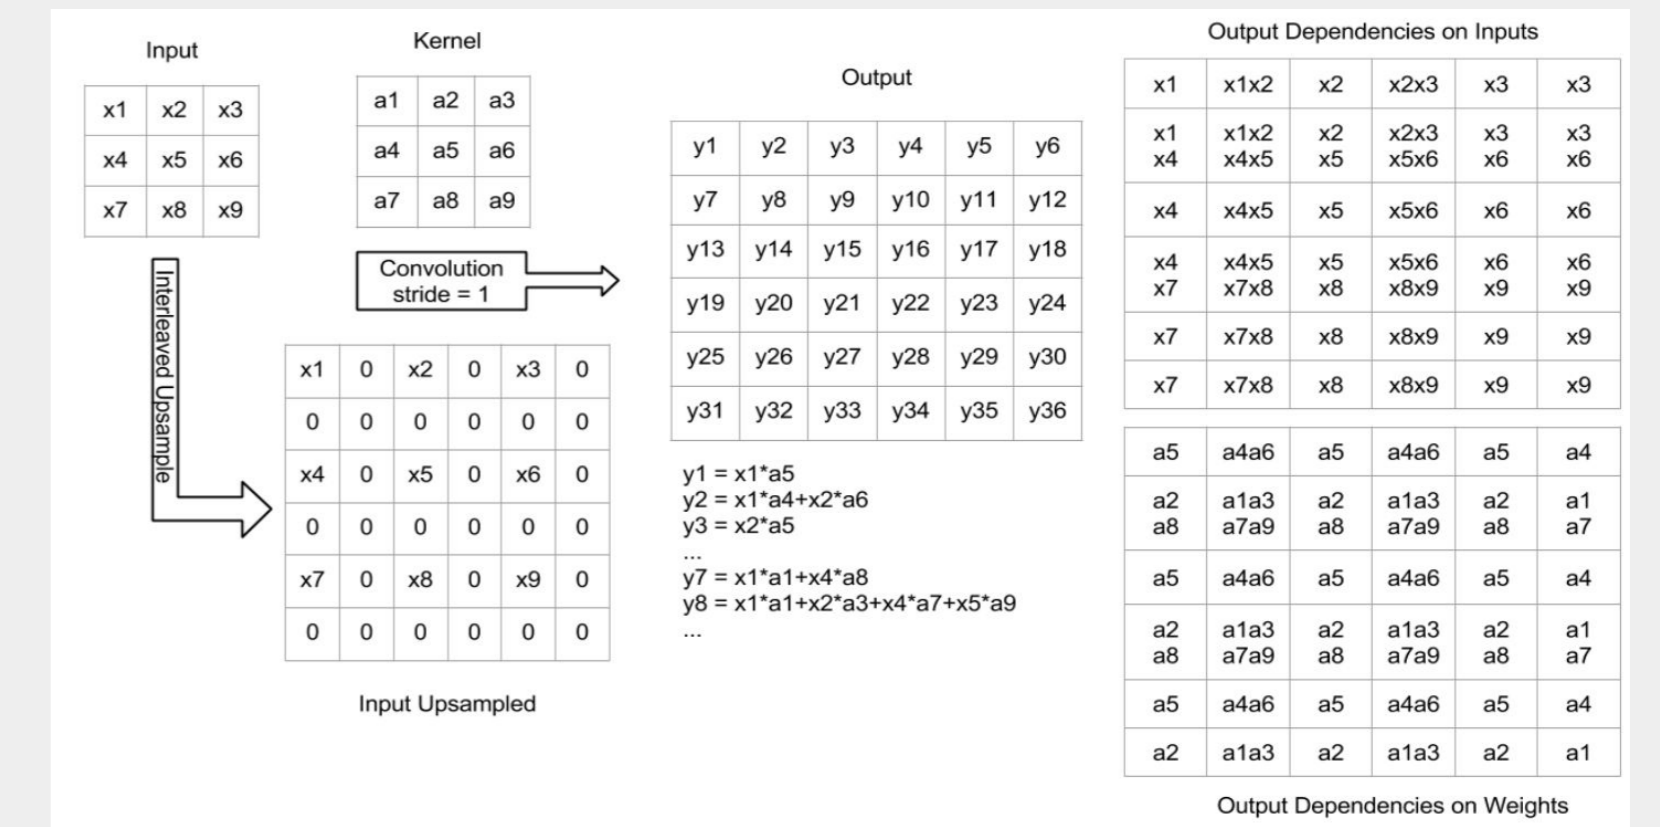 Input
x1 x2 x3
x4 x5 x6
x7 x8 x9
Kernel
a1 a2 a3
a4 a5 a6
a7 a8 a9
Convolution
stride = 1
Interleaved Upsample
x1 0 x2 0 x3 0
0 0 0 0 0 0
x4 0 x5 0 x6 0
0 0 0 0 0 0
x7 0 x8 0 x9 0
0 0 0 0 0 0
Input Upsampled
Output
y1 y2 y3 y4 y5 y6
y7 y8 y9 y10 y11 y12
y13 y14 y15 y16 y17 y18
y19 y20 y21 y22 y23 y24
y25 y26 y27 y28 y29 y30
y31 y32 y33 y34 y35 y36
y1 = x1*a5
y2 = x1*a4+x2*a6
y3 = x2*a5
...
y7 = x1*a1+x4*a8
y8 = x1*a1+x2*a3+x4*a7+x5*a9
...
Output Dependencies on Inputs
x1 x1x2 x2 x2x3 x3 x3
x1 x1x2 x2 x2x3 x3 x3
x4 x4x5 x5 x5x6 x6 x6
x4 x4x5 x5 x5x6 x6 x6
x4 x4x5 x5 x5x6 x6 x6
x7 x7x8 x8 x8x9 x9 x9
x7 x7x8 x8 x8x9 x9 x9
x7 x7x8 x8 x8x9 x9 x9
a5 a4a6 a5 a4a6 a5 a4
a2 a1a3 a2 a1a3 a2 a1
a8 a7a9 a8 a7a9 a8 a7
a5 a4a6 a5 a4a6 a5 a4
a2 a1a3 a2 a1a3 a2 a1
a8 a7a9 a8 a7a9 a8 a7
a5 a4a6 a5 a4a6 a5 a4
a2 a1a3 a2 a1a3 a2 a1
Output Dependencies on Weights